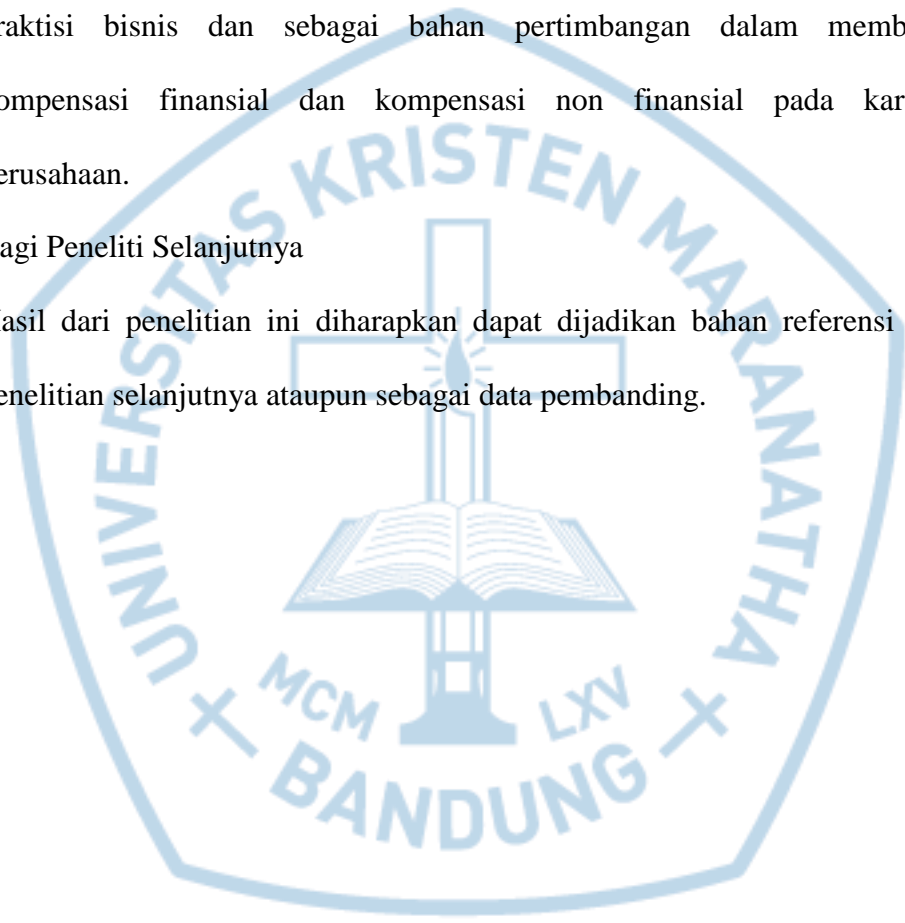 raktisi bisnis dan sebagai bahan pertimbangan dalam memb
ompensasi finansial dan kompensasi non finansial pada kar
erusahaan.
agi Peneliti Selanjutnya
asil dari penelitian ini diharapkan dapat dijadikan bahan referensi
enelitian selanjutnya ataupun sebagai data pembanding.
UNIVERSITAS KRISTEN MARANATHA
MCM LXV
BANDUNG